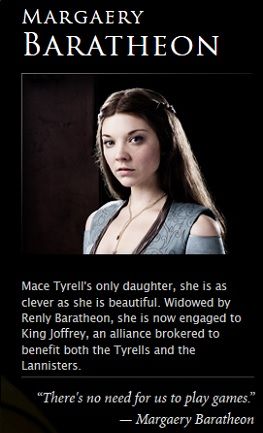 MARGAERY
BARATHEON
Mace Tyrell's only daughter, she is as
clever as she is beautiful. Widowed by
Renly Baratheon, she is now engaged to
King Joffrey, an alliance brokered to
benefit both the Tyrells and the
Lannisters.
“There's no need for us to play games.”
— Margaery Baratheon